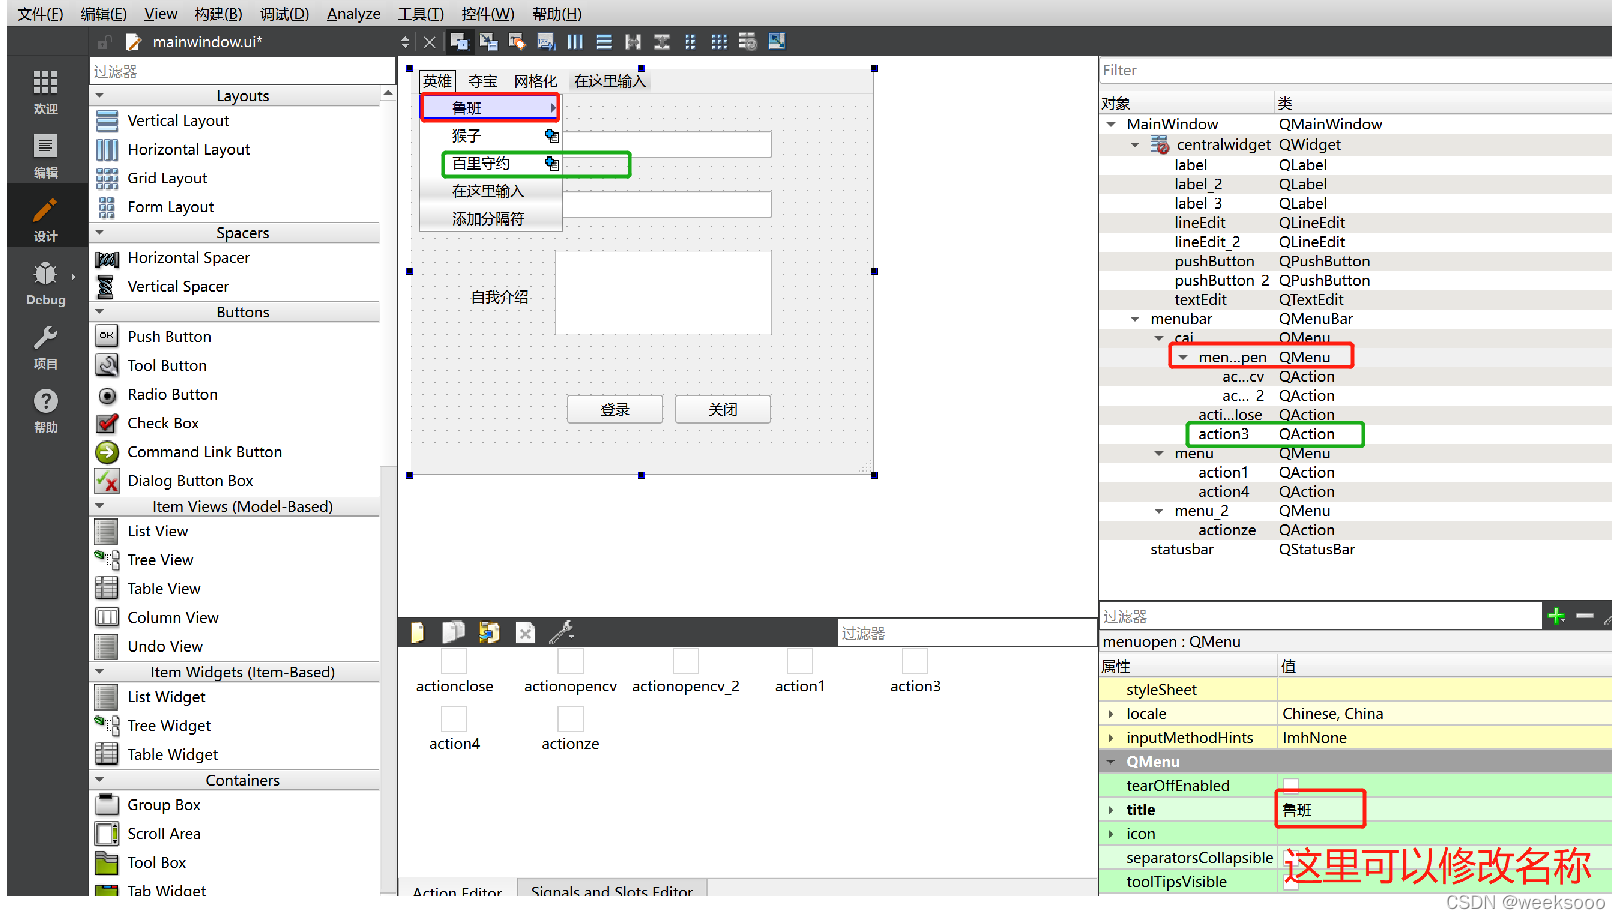 文件(F) 编辑(E) View 构建(B) 调试(D) Analyze 工具(T) 控件(W) 帮助(H)
mainwindow.ui*
欢迎
编辑
设计
Debug
项目
帮助
过滤器
Layouts
Vertical Layout
Horizontal Layout
Grid Layout
Form Layout
Spacers
Horizontal Spacer
Vertical Spacer
Buttons
OK Push Button
Tool Button
Radio Button
Check Box
Command Link Button
Dialog Button Box
Item Views (Model-Based)
List View
Tree View
Table View
Column View
Undo View
Item Widgets (Item-Based)
List Widget
Tree Widget
Table Widget
Containers
Group Box
Scroll Area
Tool Box
Tab Widget
英雄 夺宝 网格化 在这里输入
鲁班
猴子
百里守约
在这里输入
添加分隔符
自我介绍
登录 关闭
过滤器
actionclose actionopencv actionopencv_2 action1 action3
action4 actionze
Action Editor Signals and Slots Editor
Filter
对象 类
MainWindow QMainWindow
centralwidget QWidget
label QLabel
label_2 QLabel
label_3 QLabel
lineEdit QLineEdit
lineEdit_2 QLineEdit
pushButton QPushButton
pushButton_2 QPushButton
textEdit QTextEdit
menubar QMenuBar
cai QMenu
men...pen QMenu
ac...cv QAction
ac..._2 QAction
acti...lose QAction
action3 QAction
menu QMenu
action1 QAction
action4 QAction
menu_2 QMenu
actionze QAction
statusbar QStatusBar
过滤器
menuopen : QMenu
属性 值
styleSheet
locale Chinese, China
inputMethodHints ImhNone
QMenu
tearOffEnabled
title 鲁班
icon
separatorsCollapsible
toolTipsVisible
这里可以修改名称
CSDN @weeksooo